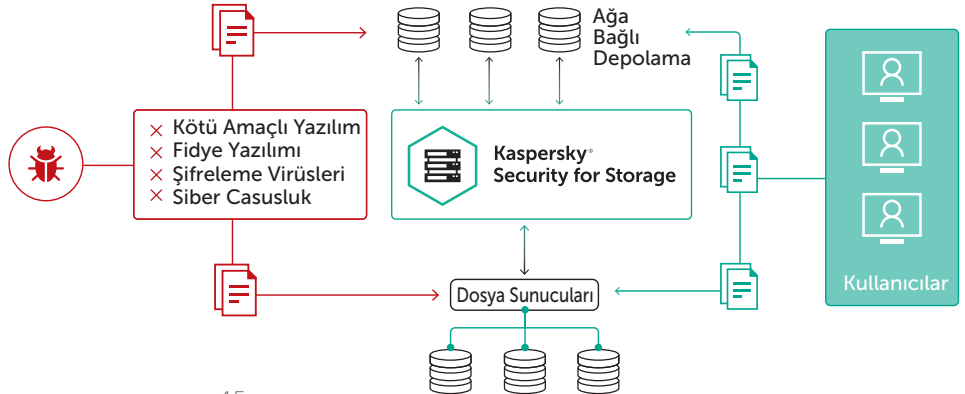 Ağa
Bağlı
Depolama
Kötü Amaçlı Yazılım
Fidye Yazılımı
Şifreleme Virüsleri
Siber Casusluk
Kaspersky®
Security for Storage
Dosya Sunucuları
Kullanıcılar